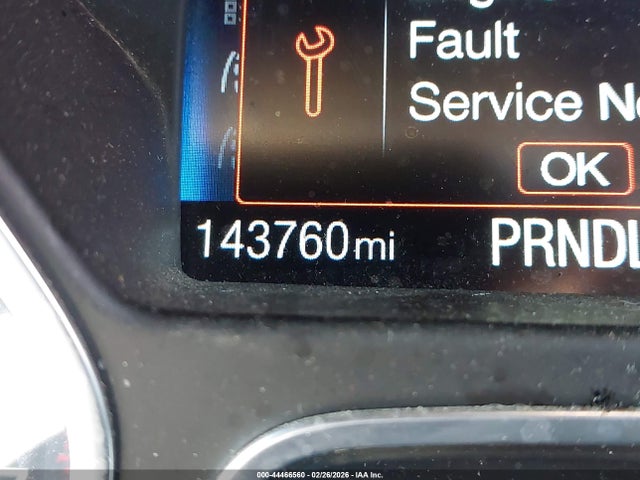 Fault
Service
OK
143760mi
PRNDL
000-44466560 - 02/26/2026 - IAA Inc.